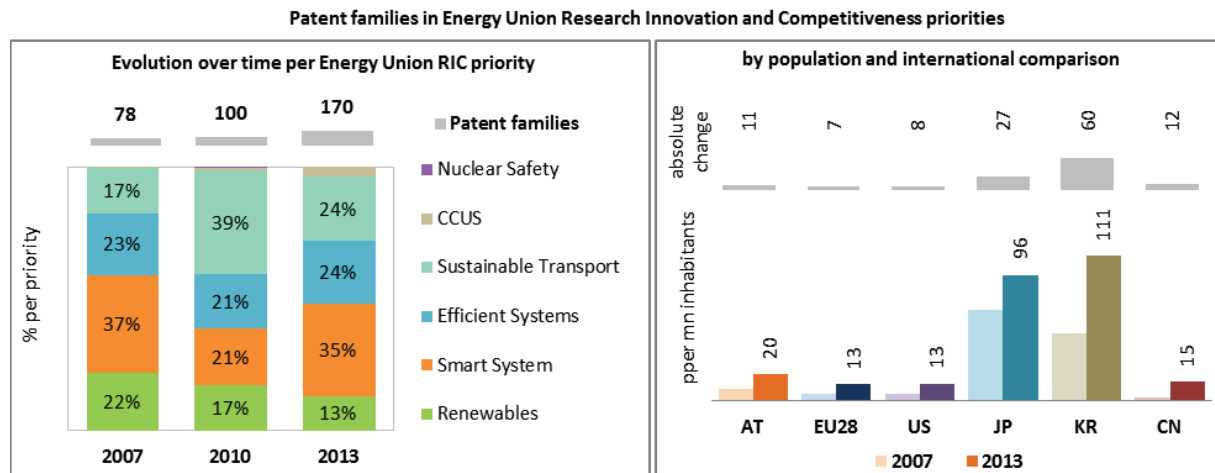 Patent families in Energy Union Research Innovation and Competitiveness priorities
Evolution over time per Energy Union RIC priority
78 100 170
Patent families
Nuclear Safety
CCUS
Sustainable Transport
Efficient Systems
Smart System
Renewables
% per priority
17% 39% 24%
23% 21% 24%
37% 21% 35%
22% 17% 13%
2007 2010 2013
by population and international comparison
absolute
change
11 7 8 27 60 12
pper mn inhabitants
20 13 13 96 111 15
AT EU28 US JP KR CN
2007 2013